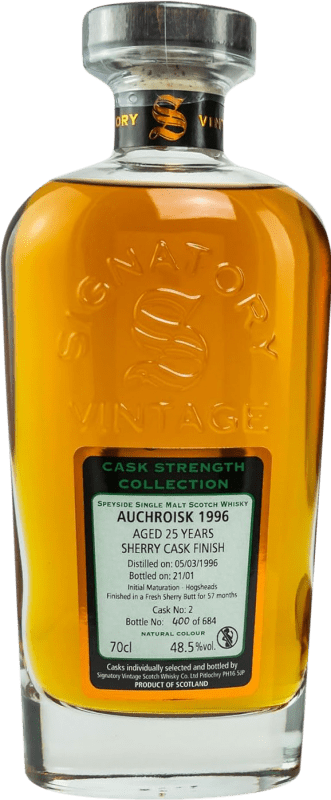 ORY S VINT
SIGNATORY
S
VINTAGE
CASK STRENGTH
COLLECTION
SPEYSIDE SINGLE MALT SCOTCH WHISKY
AUCHROISK 1996
AGED 25 YEARS
SHERRY CASK FINISH
Distilled on: 05/03/1996
Bottled on: 21/01
Initial Maturation - Hogsheads
Finished in a Fresh Sherry Butt for 57 months
Cask No: 2
Bottle No: 400 of 684
NATURAL COLOUR
70cl 48.5%vol.
Casks individually selected and bottled by
Signatory Vintage Scotch Whisky Co. Ltd Pitlochry PH16 5JP
PRODUCT OF SCOTLAND